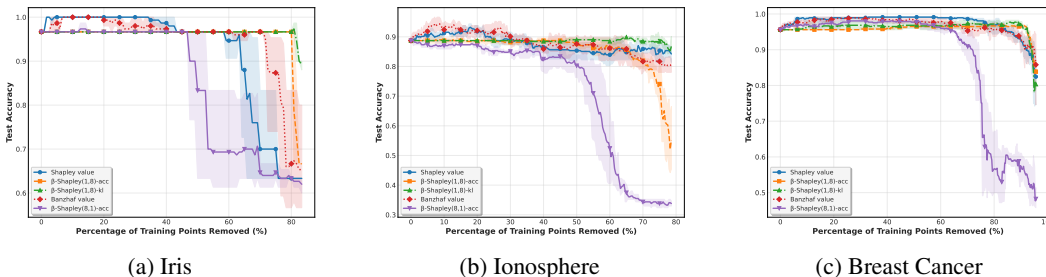 Test Accuracy
1.0
0.9
0.8
0.7
0.6
0
20
40
60
80
Percentage of Training Points Removed (%)
Shapley value
β-Shapley(1,8)-acc
β-Shapley(1,8)-kl
Banzhaf value
β-Shapley(8,1)-acc
(a) Iris
Test Accuracy
0.9
0.8
0.7
0.6
0.5
0.4
0.3
0
10
20
30
40
50
60
70
80
Percentage of Training Points Removed (%)
Shapley value
β-Shapley(1,8)-acc
β-Shapley(1,8)-kl
Banzhaf value
β-Shapley(8,1)-acc
(b) Ionosphere
Test Accuracy
1.0
0.9
0.8
0.7
0.6
0.5
0
20
40
60
80
Percentage of Training Points Removed (%)
Shapley value
β-Shapley(1,8)-acc
β-Shapley(1,8)-kl
Banzhaf value
β-Shapley(8,1)-acc
(c) Breast Cancer